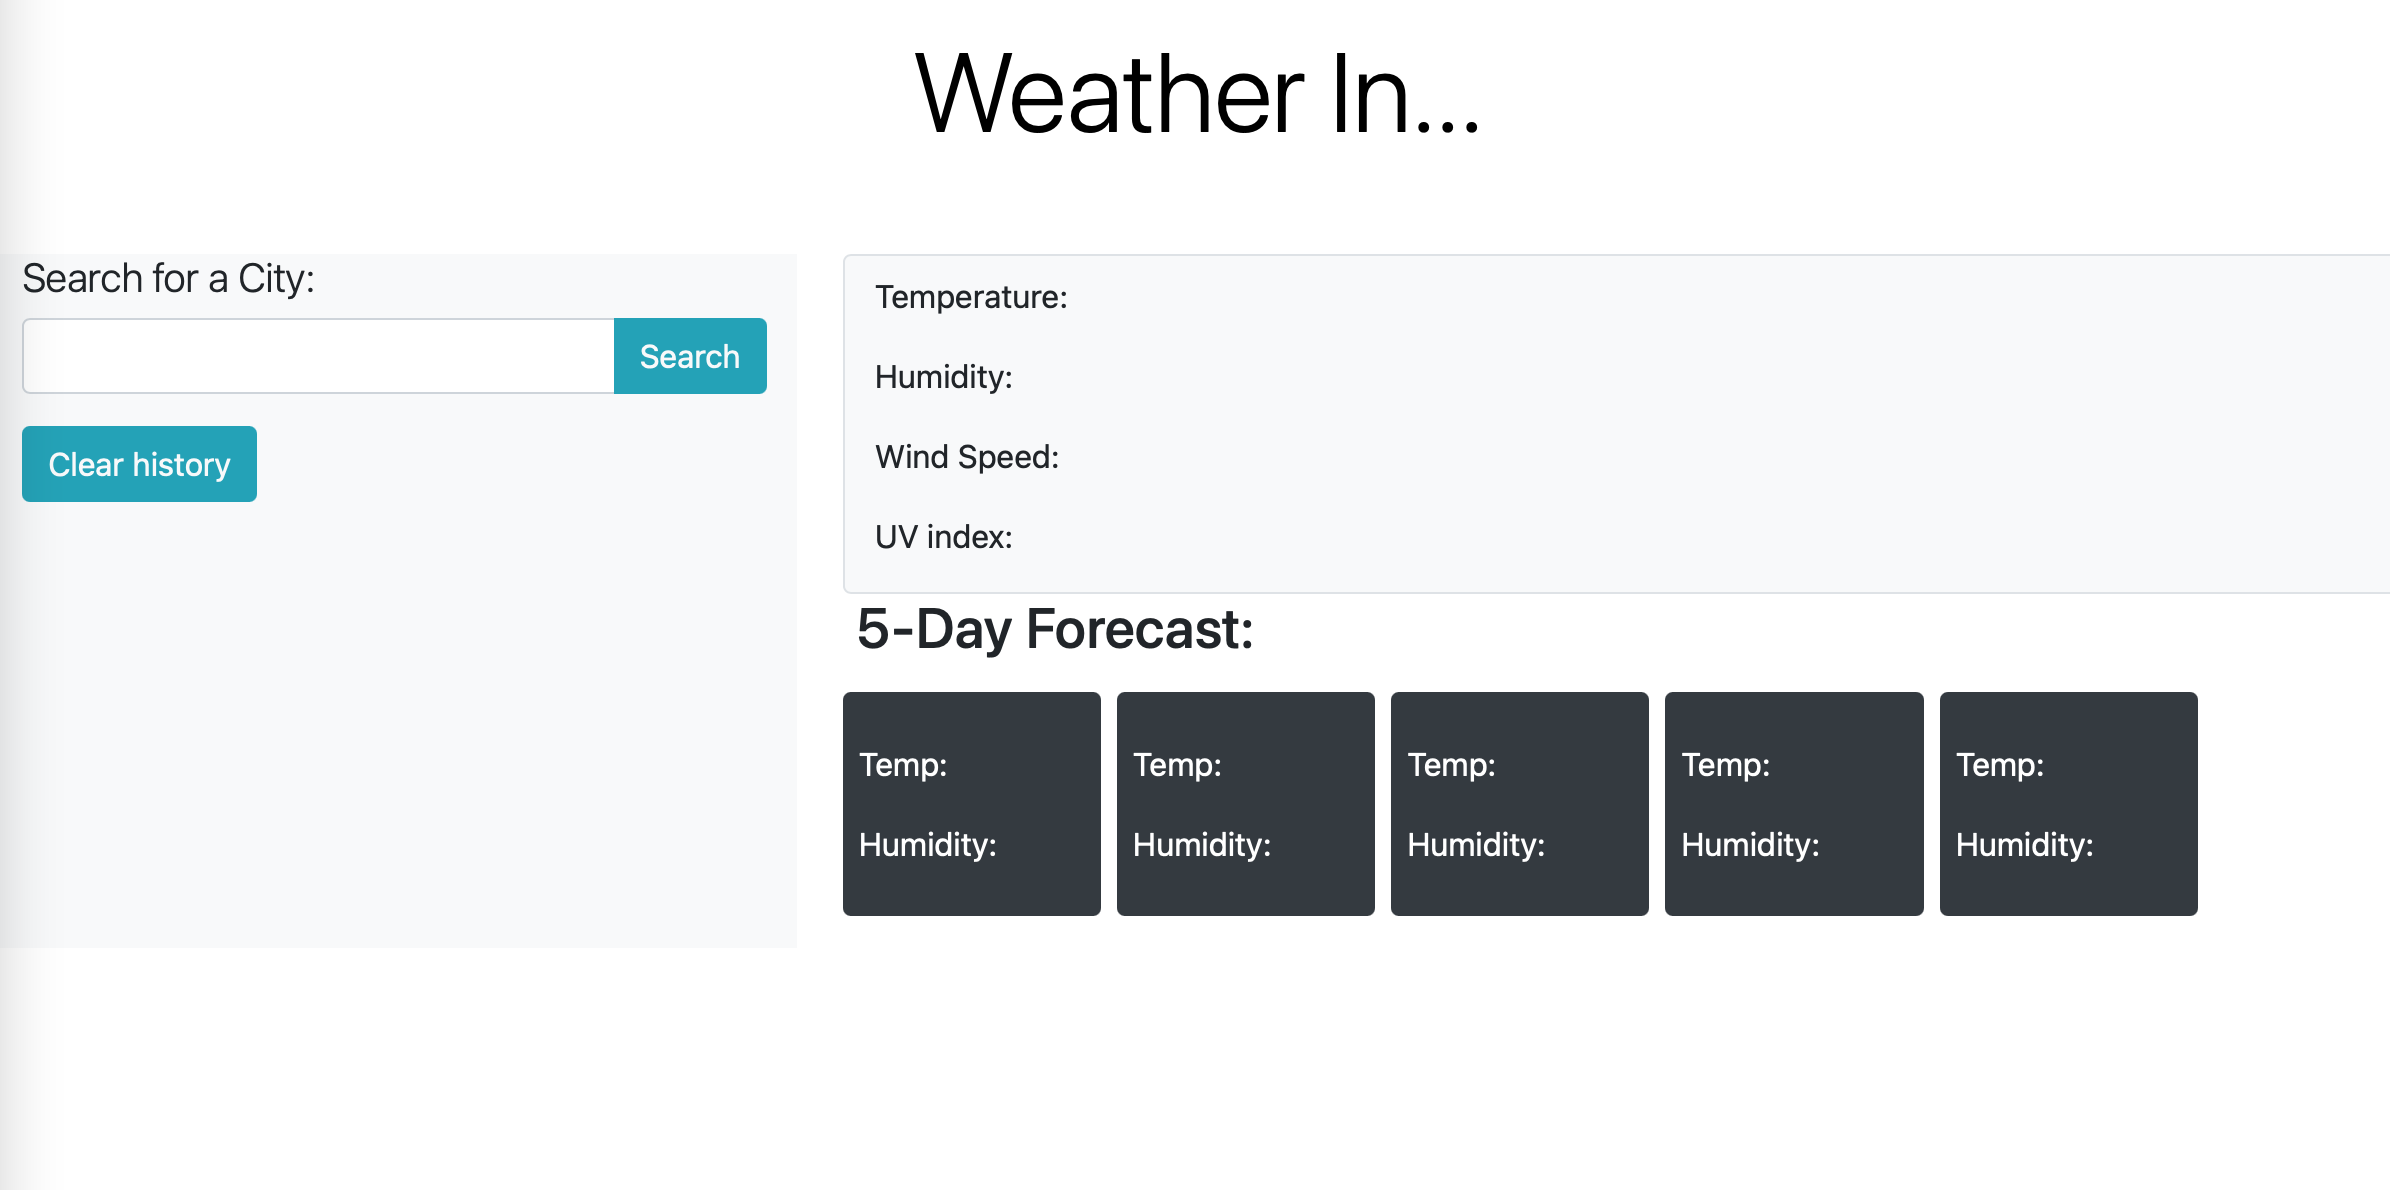 Weather In...
Search for a City:
Search
Clear history
Temperature:
Humidity:
Wind Speed:
UV index:
5-Day Forecast:
Temp:
Humidity:
Temp:
Humidity:
Temp:
Humidity:
Temp:
Humidity:
Temp:
Humidity: